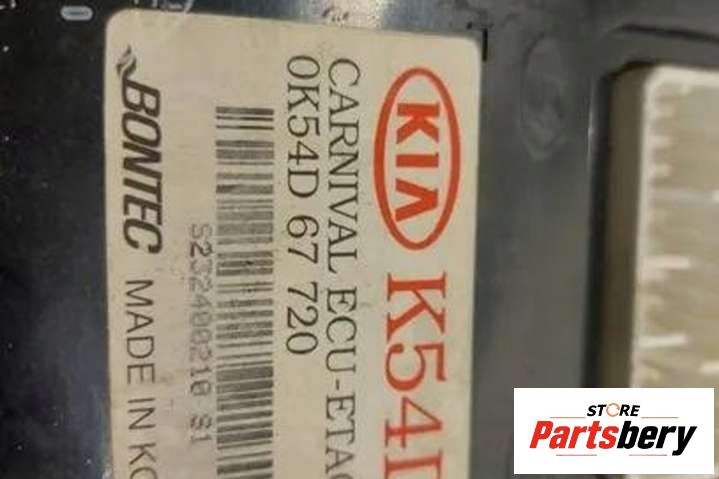 KIA K54D
CARNIVAL ECU-ETAC
0K54D 67 720
S232400210 S1
BONTEC MADE IN KO
STORE
Partsbery